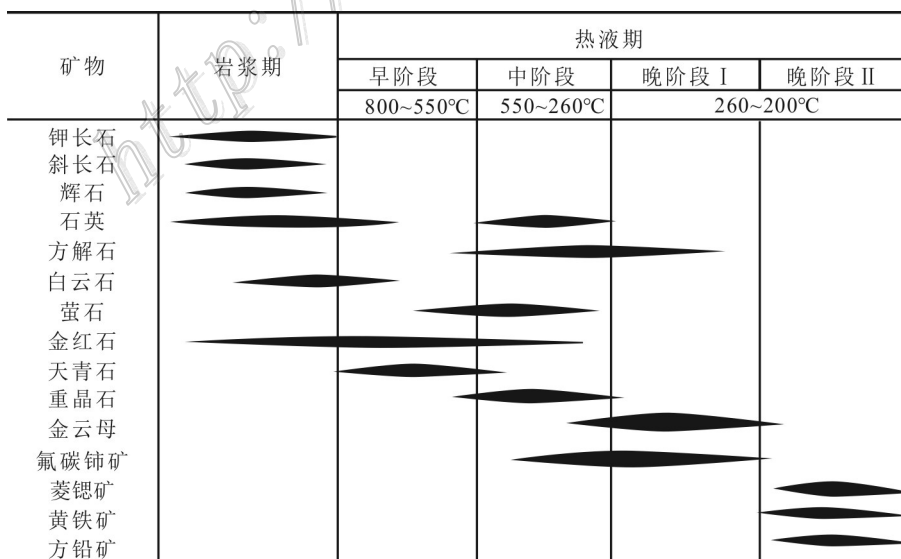 矿物 岩浆期 热液期
早阶段 中阶段 晚阶段 I 晚阶段 II
800~550℃ 550~260℃ 260~200℃
钾长石
斜长石
辉石
石英
方解石
白云石
萤石
金红石
天青石
重晶石
金云母
氟碳铈矿
菱锶矿
黄铁矿
方铅矿
http:/